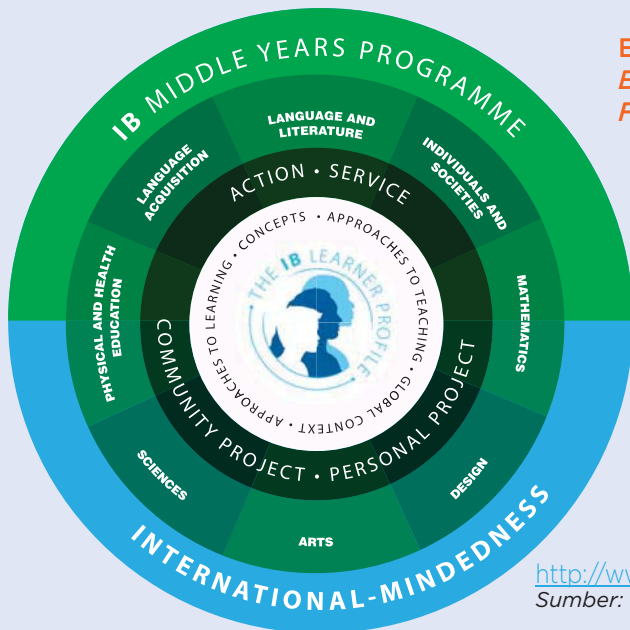 IB MIDDLE YEARS PROGRAMME
LANGUAGE AND
LITERATURE
INDIVIDUALS AND
SOCIETIES
MATHEMATICS
DESIGN
ARTS
SCIENCES
PHYSICAL AND HEALTH
EDUCATION
LANGUAGE
ACQUISITION
ACTION • SERVICE
COMMUNITY PROJECT • PERSONAL PROJECT
• APPROACHES TO TEACHING • GLOBAL CONTEXT • APPROACHES TO LEARNING • CONCEPTS
THE IB LEARNER PROFILE
INTERNATIONAL-MINDEDNESS
Sumber: